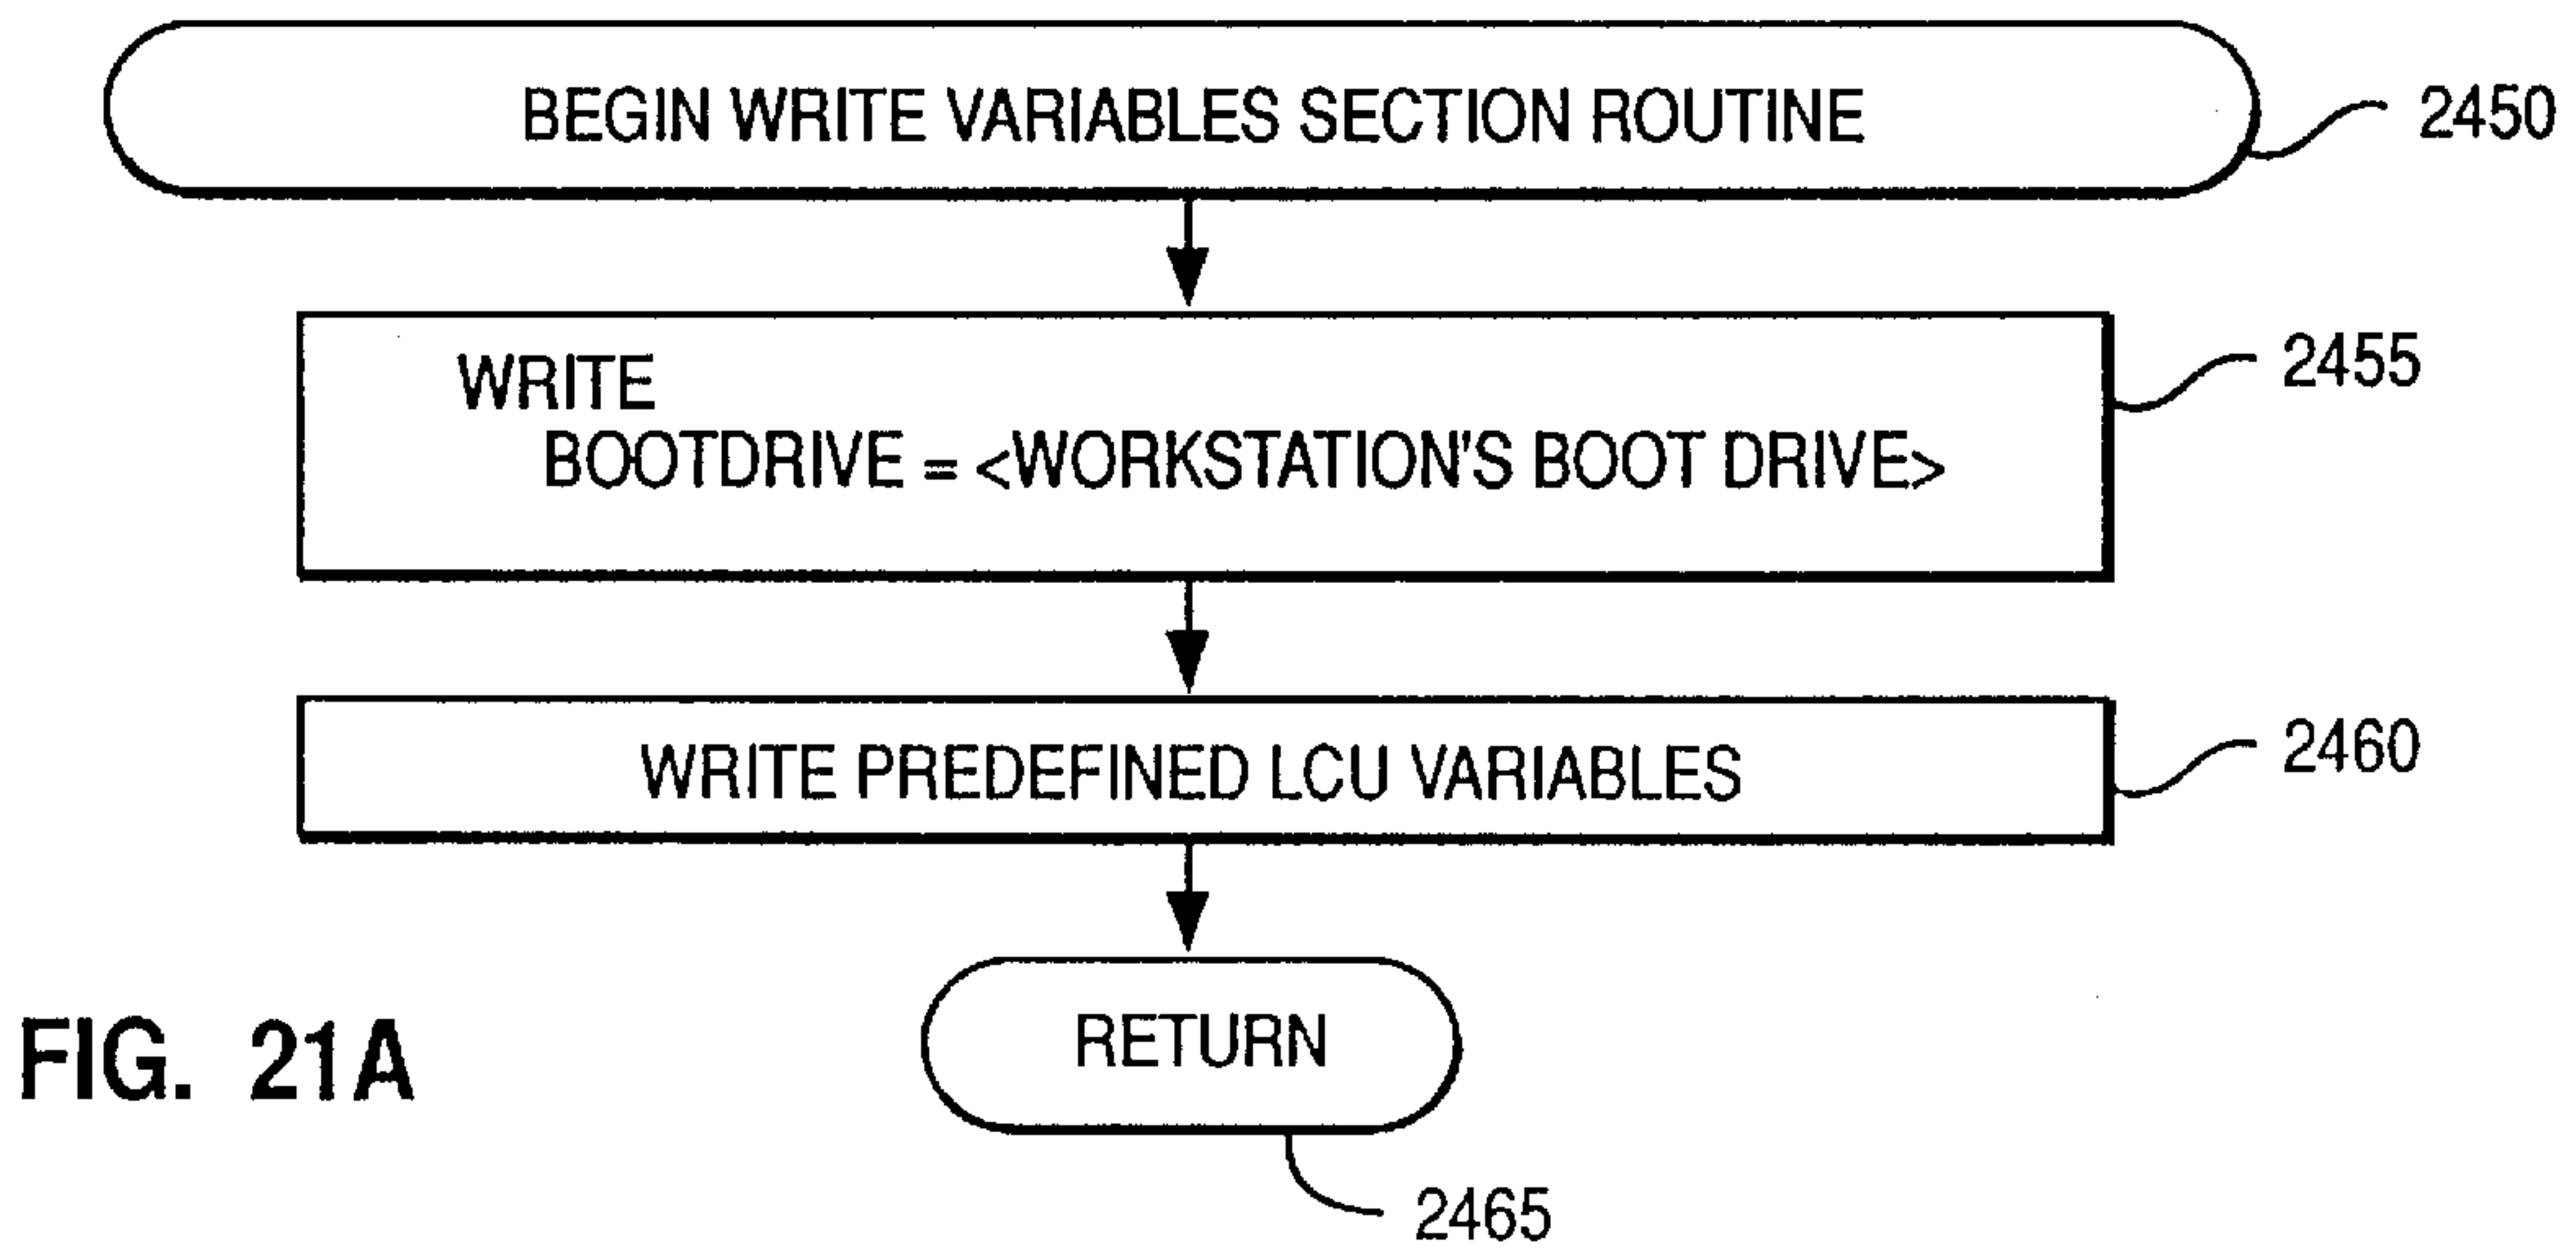 BEGIN WRITE VARIABLES SECTION ROUTINE
2450
WRITE
BOOTDRIVE = <WORKSTATION'S BOOT DRIVE>
2455
WRITE PREDEFINED LCU VARIABLES
2460
RETURN
2465
FIG. 21A